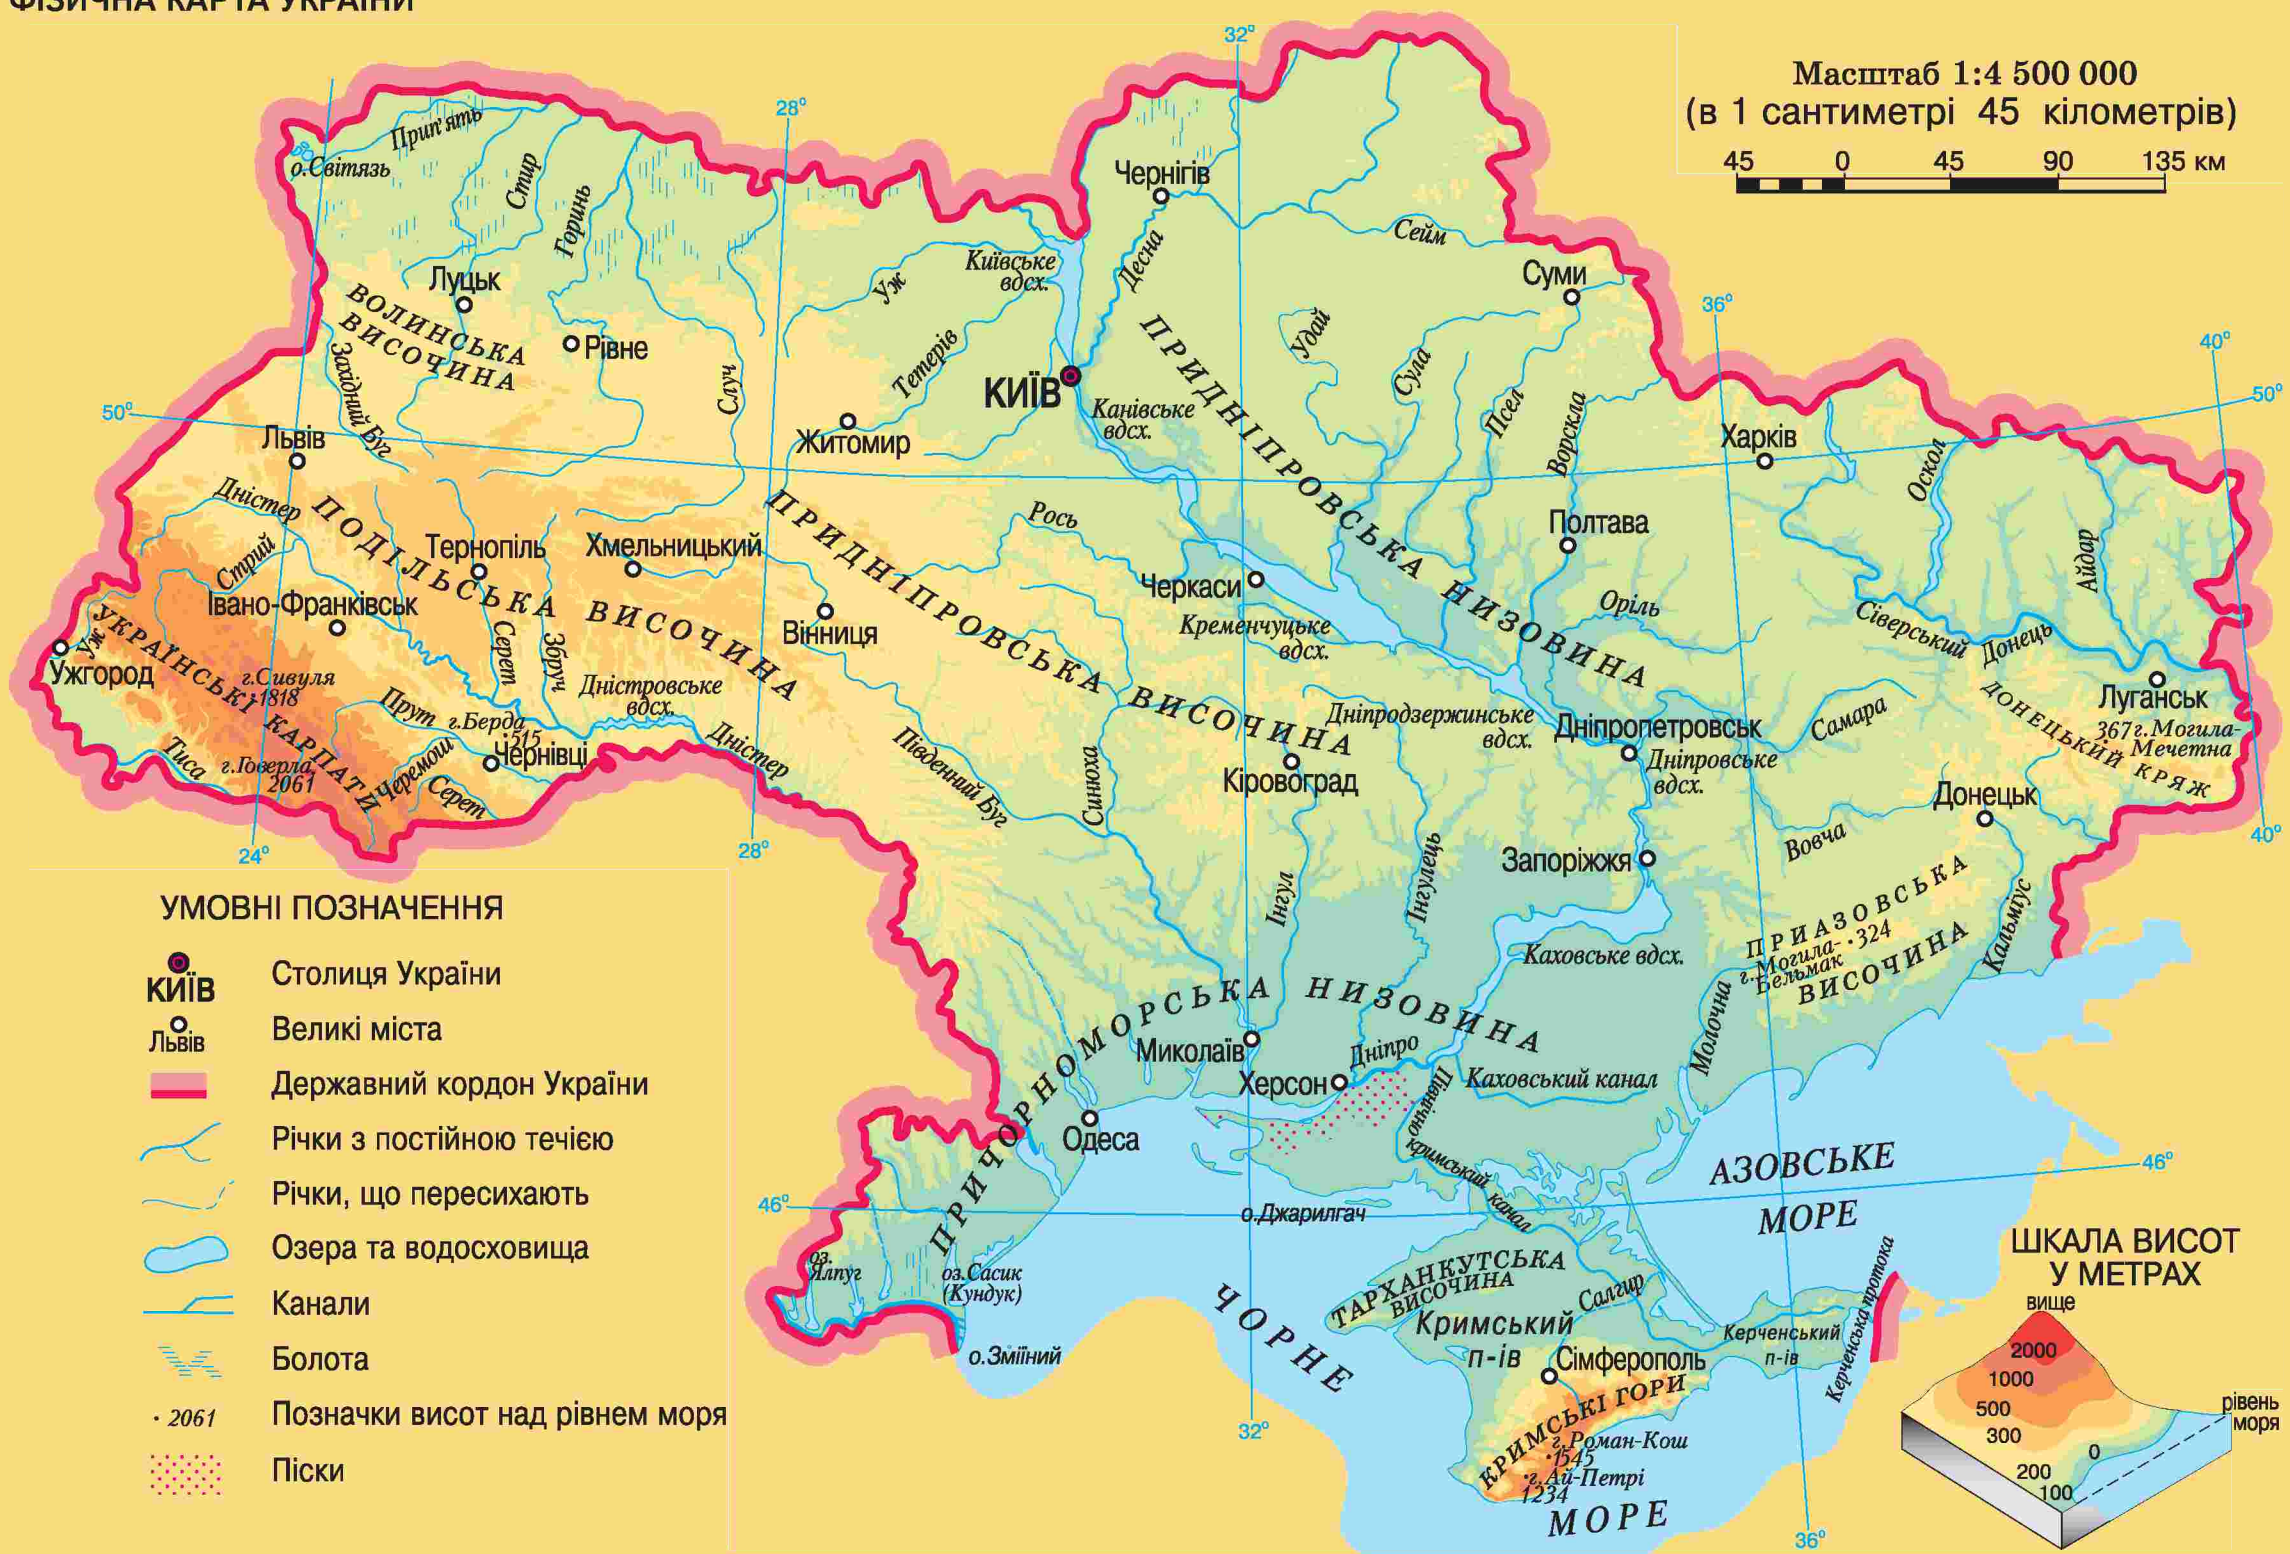 ФІЗИЧНА КАРТА УКРАЇНИ
Масштаб 1:4 500 000
(в 1 сантиметрі 45 кілометрів)
45 0 45 90 135 км
32°
28°
36°
40°
50°
50°
24°
28°
40°
46°
46°
32°
36°
о.Світязь
Прип'ять
Стир
Горинь
Случ
Уж
Тетерів
Київське
вдсх.
Чернігів
Десна
Сейм
Суми
Луцьк
ВОЛИНСЬКА
ВИСОЧИНА
Рівне
Західний Буг
Львів
Житомир
КИЇВ
Канівське
вдсх.
ПРИДНІПРОВСЬКА НИЗОВИНА
Удай
Сула
Псел
Ворскла
Харків
Оскол
Айдар
Полтава
Дністер
Стрий
ПОДІЛЬСЬКА ВИСОЧИНА
Тернопіль
Хмельницький
Івано-Франківськ
Серет
Збруч
Вінниця
ПРИДНІПРОВСЬКА ВИСОЧИНА
Рось
Черкаси
Кременчуцьке
вдсх.
Оріль
Сіверський Донець
Луганськ
367 г.Могила-
Мечетна
ДОНЕЦЬКИЙ КРЯЖ
Уж
Ужгород
УКРАЇНСЬКІ КАРПАТИ
г.Сивуля
1818
г.Говерла
2061
Тиса
Прут
г.Берда
515
Чернівці
Черемош
Серет
Дністровське
вдсх.
Дністер
Південний Буг
Синюха
Кіровоград
Дніпродзержинське
вдсх.
Дніпропетровськ
Дніпровське
вдсх.
Самара
Донецьк
Вовча
Запоріжжя
Інгул
Інгулець
Каховське вдсх.
ПРИАЗОВСЬКА
ВИСОЧИНА
г.Могила-
Бельмак
324
Кальміус
Молочна
ПРИЧОРНОМОРСЬКА НИЗОВИНА
Миколаїв
Херсон
Дніпро
Каховський канал
Північно
кримський канал
Одеса
о.Джарилгач
АЗОВСЬКЕ
МОРЕ
оз.
Ялпуг
оз.Сасик
(Кундук)
о.Зміїний
ЧОРНЕ
МОРЕ
ТАРХАНКУТСЬКА
ВИСОЧИНА
Салгир
Кримський
п-ів
Сімферополь
Керченський
п-ів
Керченська протока
КРИМСЬКІ ГОРИ
г.Роман-Кош
1545
г.Ай-Петрі
1234
УМОВНІ ПОЗНАЧЕННЯ
КИЇВ Столиця України
Львів Великі міста
Державний кордон України
Річки з постійною течією
Річки, що пересихають
Озера та водосховища
Канали
Болота
2061 Позначки висот над рівнем моря
Піски
ШКАЛА ВИСОТ
У МЕТРАХ
вище
2000
1000
500
300
200
100
0
рівень
моря